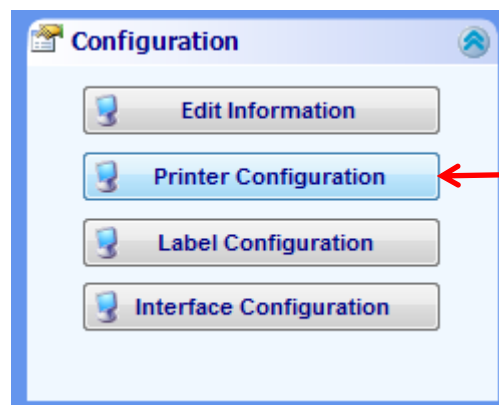 Configuration
Edit Information
Printer Configuration
Label Configuration
Interface Configuration